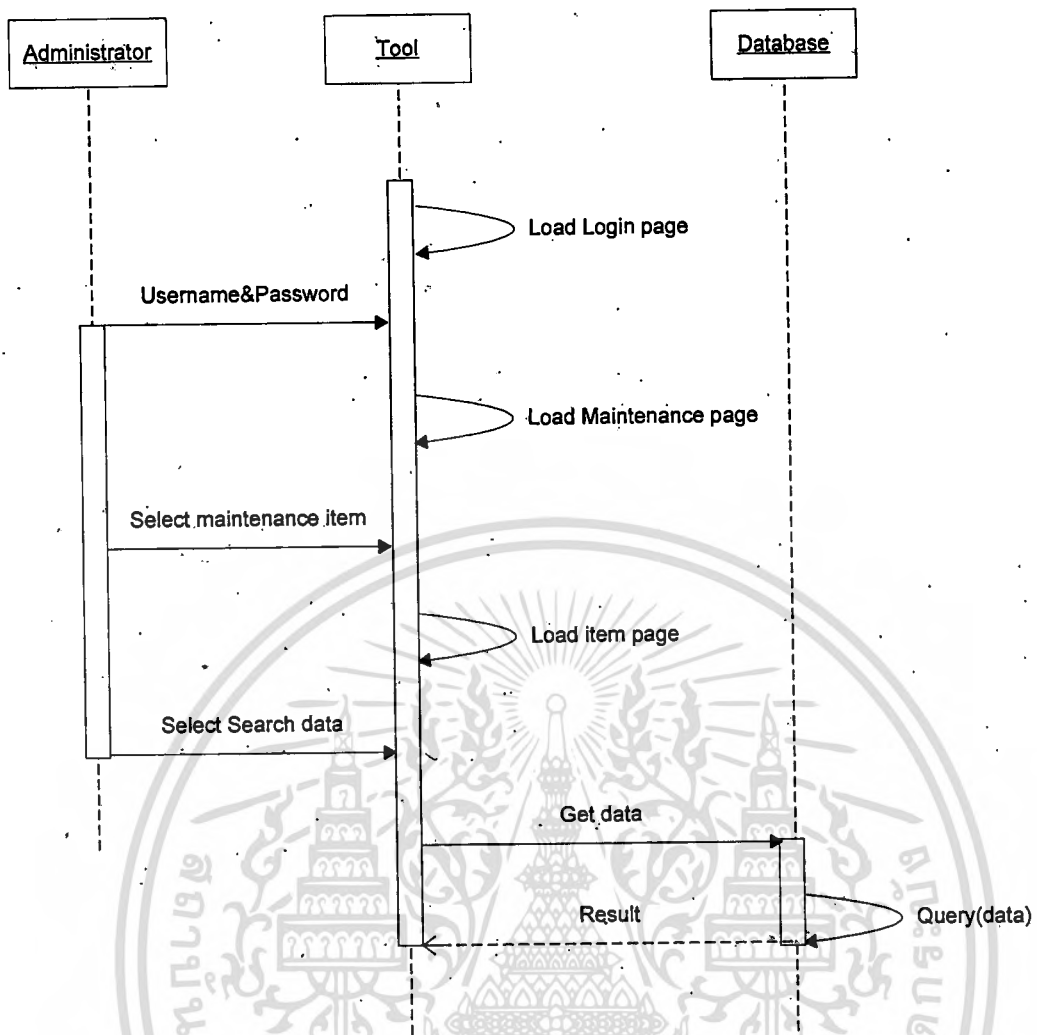 Administrator
Tool
Database
Load Login page
Username&Password
Load Maintenance page
Select maintenance item
Load item page
Select Search data
Get data
Result
Query(data)